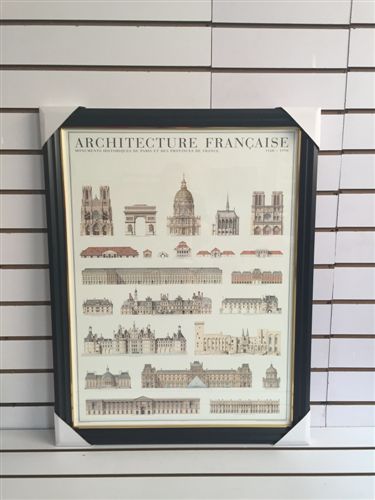 ARCHITECTURE FRANÇAISE
MONUMENTS HISTORIQUES DE PARIS ET DES PROVINCES DE FRANCE